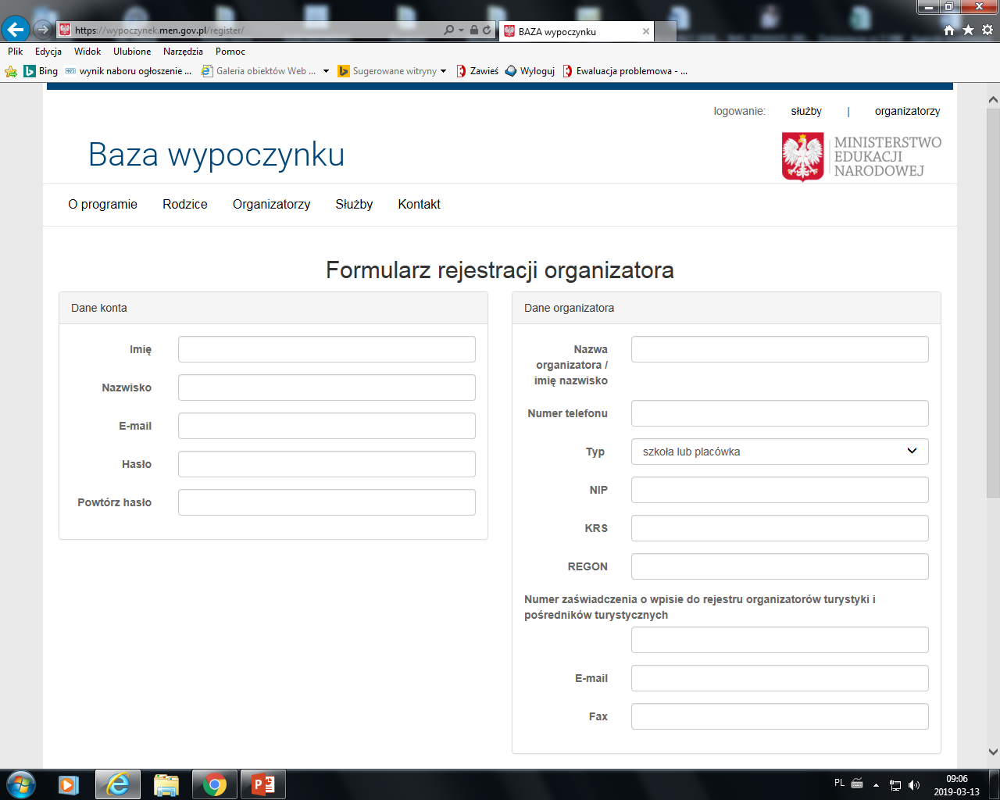 https://wypoczynek.men.gov.pl/register/
BAZA wypoczynku
Plik Edycja Widok Ulubione Narzędzia Pomoc
Bing wynik naboru ogłoszenie ... Galeria obiektów Web ... Sugerowane witryny Zawieś Wyloguj Ewaluacja problemowa - ...
logowanie: służby | organizatorzy
Baza wypoczynku
MINISTERSTWO
EDUKACJI
NARODOWEJ
O programie Rodzice Organizatorzy Służby Kontakt
Formularz rejestracji organizatora
Dane konta
Imię
Nazwisko
E-mail
Hasło
Powtórz hasło
Dane organizatora
Nazwa
organizatora /
imię nazwisko
Numer telefonu
Typ szkoła lub placówka
NIP
KRS
REGON
Numer zaświadczenia o wpisie do rejestru organizatorów turystyki i
pośredników turystycznych
E-mail
Fax
PL
09:06
2019-03-13